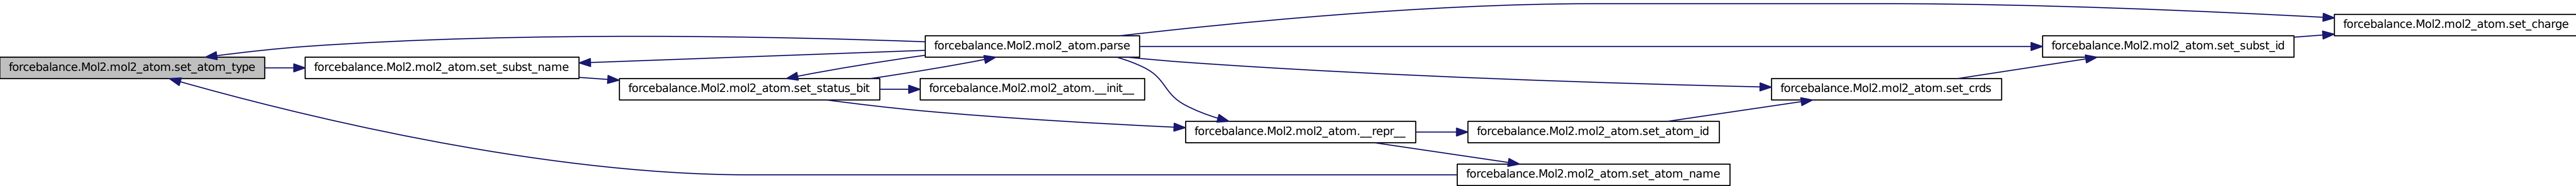 forcebalance.Mol2.mol2_atom.set_atom_type
forcebalance.Mol2.mol2_atom.set_subst_name
forcebalance.Mol2.mol2_atom.set_status_bit
forcebalance.Mol2.mol2_atom.parse
forcebalance.Mol2.mol2_atom.__init__
forcebalance.Mol2.mol2_atom.__repr__
forcebalance.Mol2.mol2_atom.set_atom_id
forcebalance.Mol2.mol2_atom.set_atom_name
forcebalance.Mol2.mol2_atom.set_crds
forcebalance.Mol2.mol2_atom.set_subst_id
forcebalance.Mol2.mol2_atom.set_charge